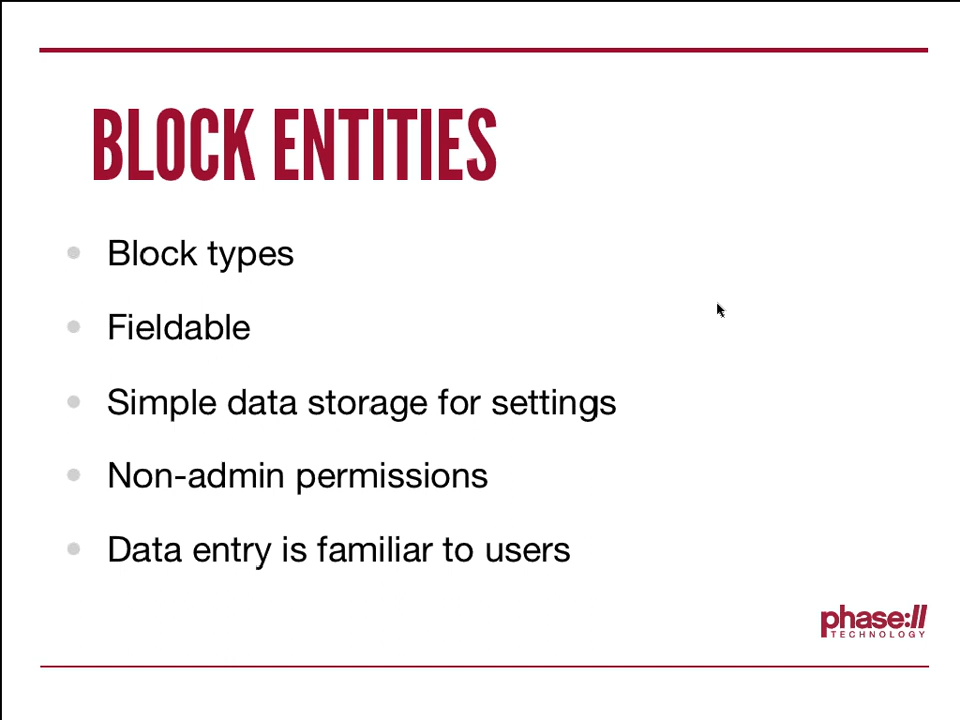 BLOCK ENTITIES
Block types
Fieldable
Simple data storage for settings
Non-admin permissions
Data entry is familiar to users
phase:II
TECHNOLOGY